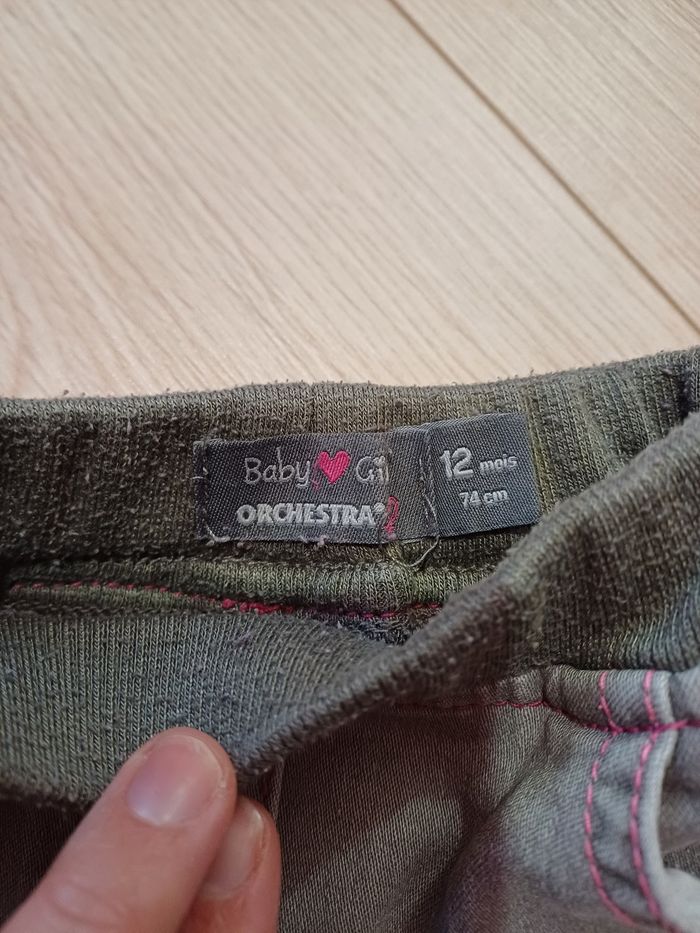 Baby Gi
ORCHESTRA®
12 mois
74 cm